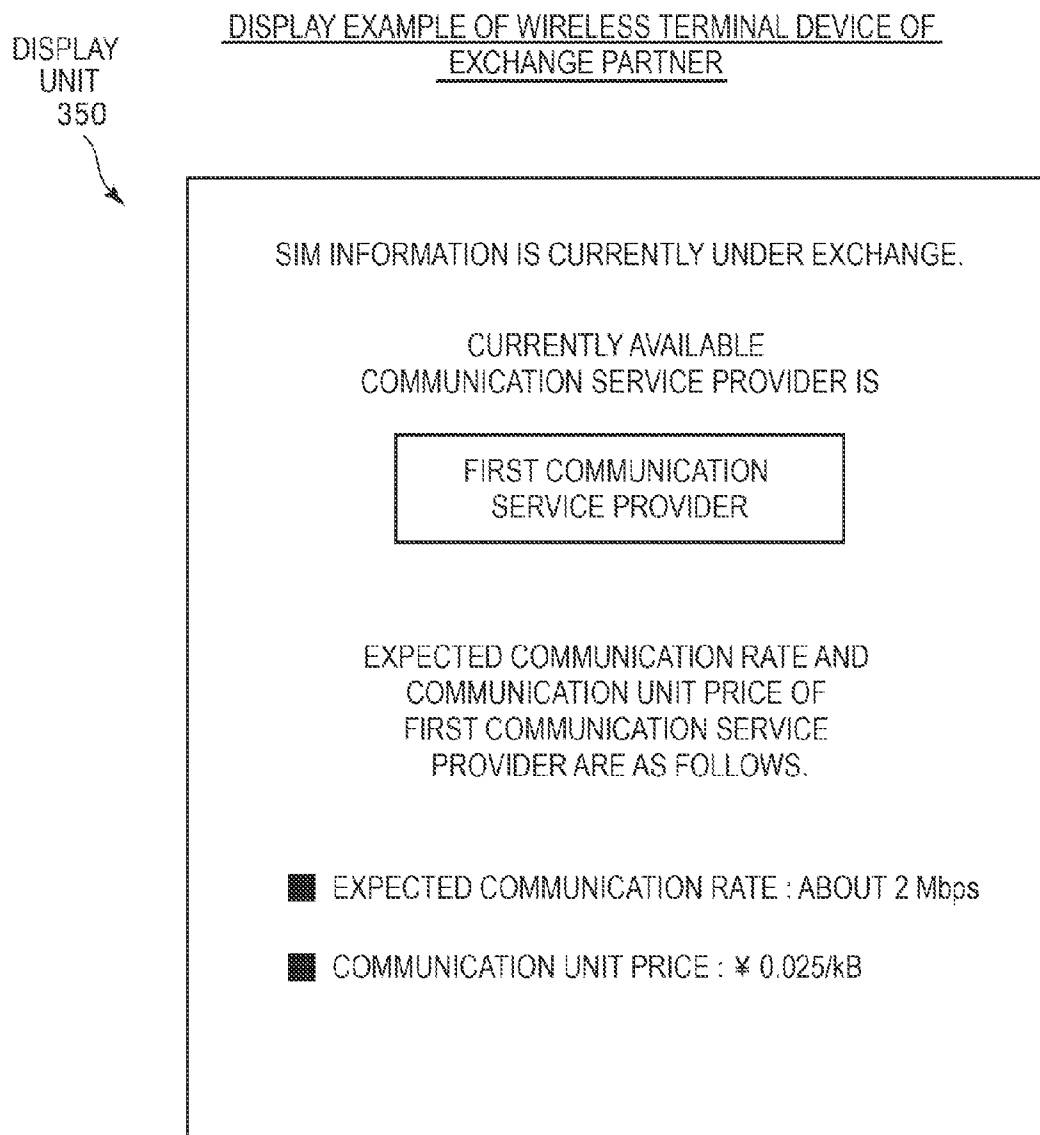 DISPLAY EXAMPLE OF WIRELESS TERMINAL DEVICE OF
EXCHANGE PARTNER
DISPLAY
UNIT
350
SIM INFORMATION IS CURRENTLY UNDER EXCHANGE.
CURRENTLY AVAILABLE
COMMUNICATION SERVICE PROVIDER IS
FIRST COMMUNICATION
SERVICE PROVIDER
EXPECTED COMMUNICATION RATE AND
COMMUNICATION UNIT PRICE OF
FIRST COMMUNICATION SERVICE
PROVIDER ARE AS FOLLOWS.
■ EXPECTED COMMUNICATION RATE : ABOUT 2 Mbps
■ COMMUNICATION UNIT PRICE : ¥ 0.025/kB